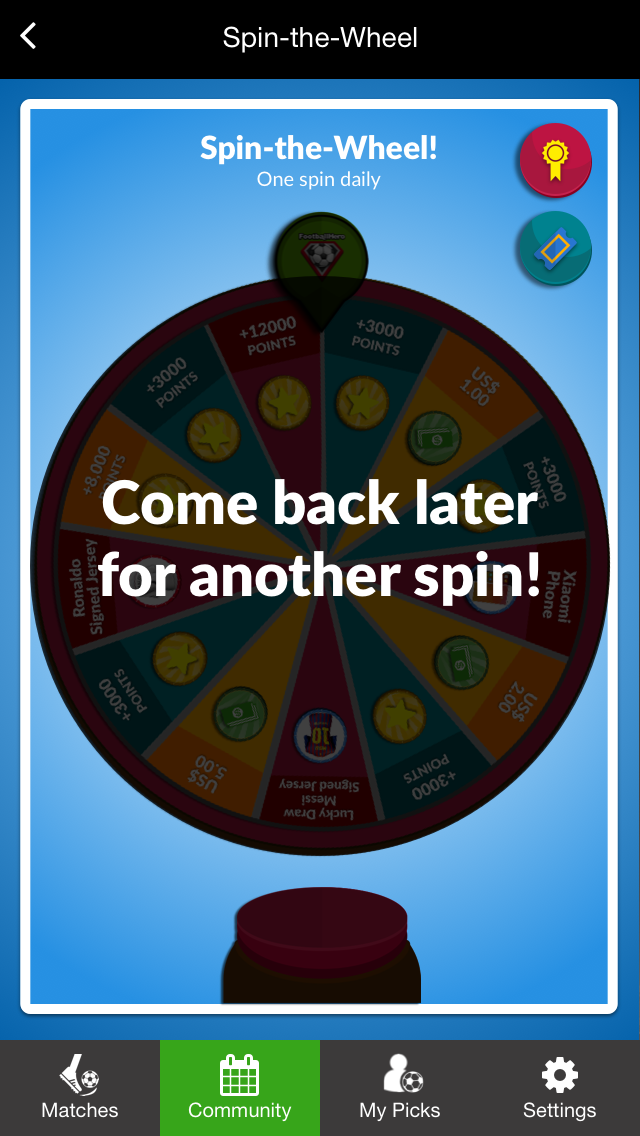 Spin-the-Wheel
Spin-the-Wheel!
One spin daily
FootballHero
+12000
POINTS
+3000
POINTS
+3000
POINTS
US$
1.00
+8,000
POINTS
+3000
POINTS
Come back later
for another spin!
Ronaldo
Signed Jersey
Xiaomi
Phone
+3000
POINTS
US$
2.00
US$
5.00
10
Lucky Draw
Messi
Signed Jersey
+3000
POINTS
Matches
Community
My Picks
Settings